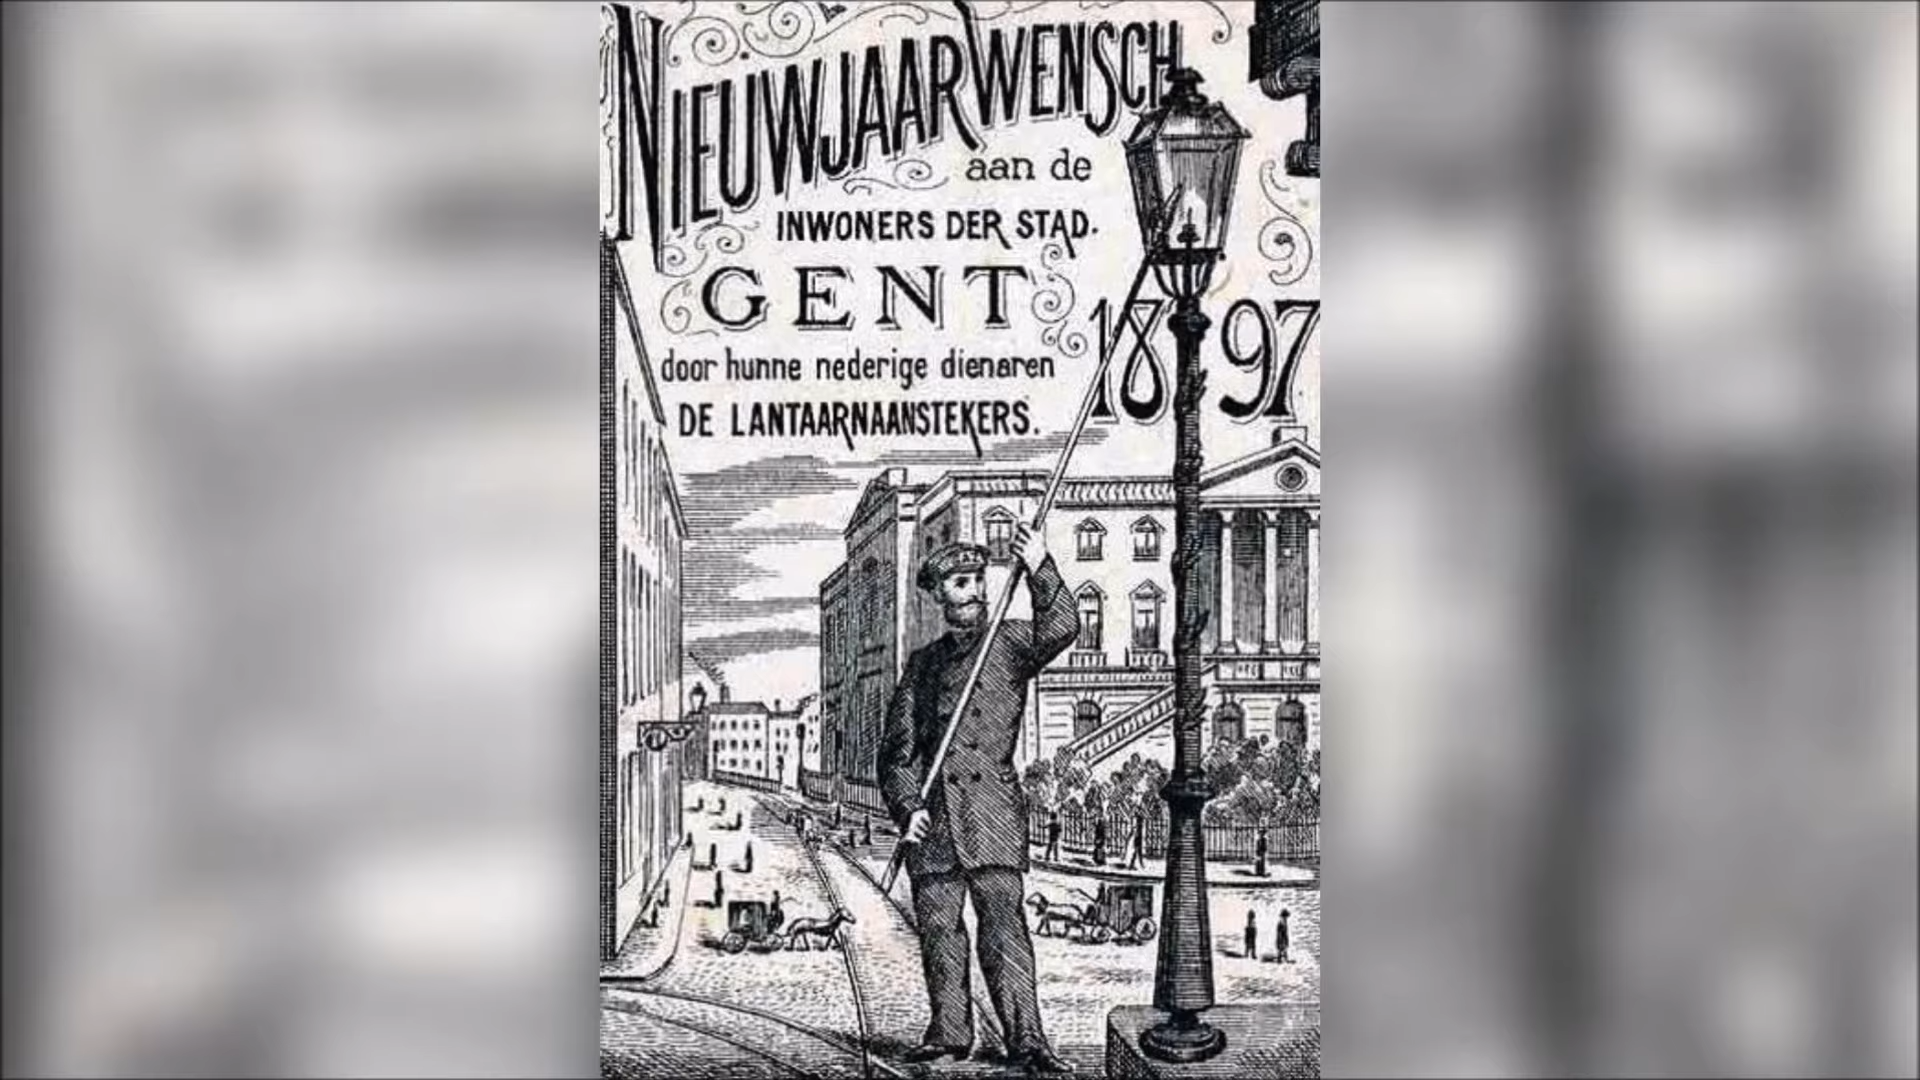 NIEUWJAARWENSCH
aan de
INWONERS DER STAD.
GENT
1897
door hunne nederige dienaren
DE LANTAARNAANSTEKERS.